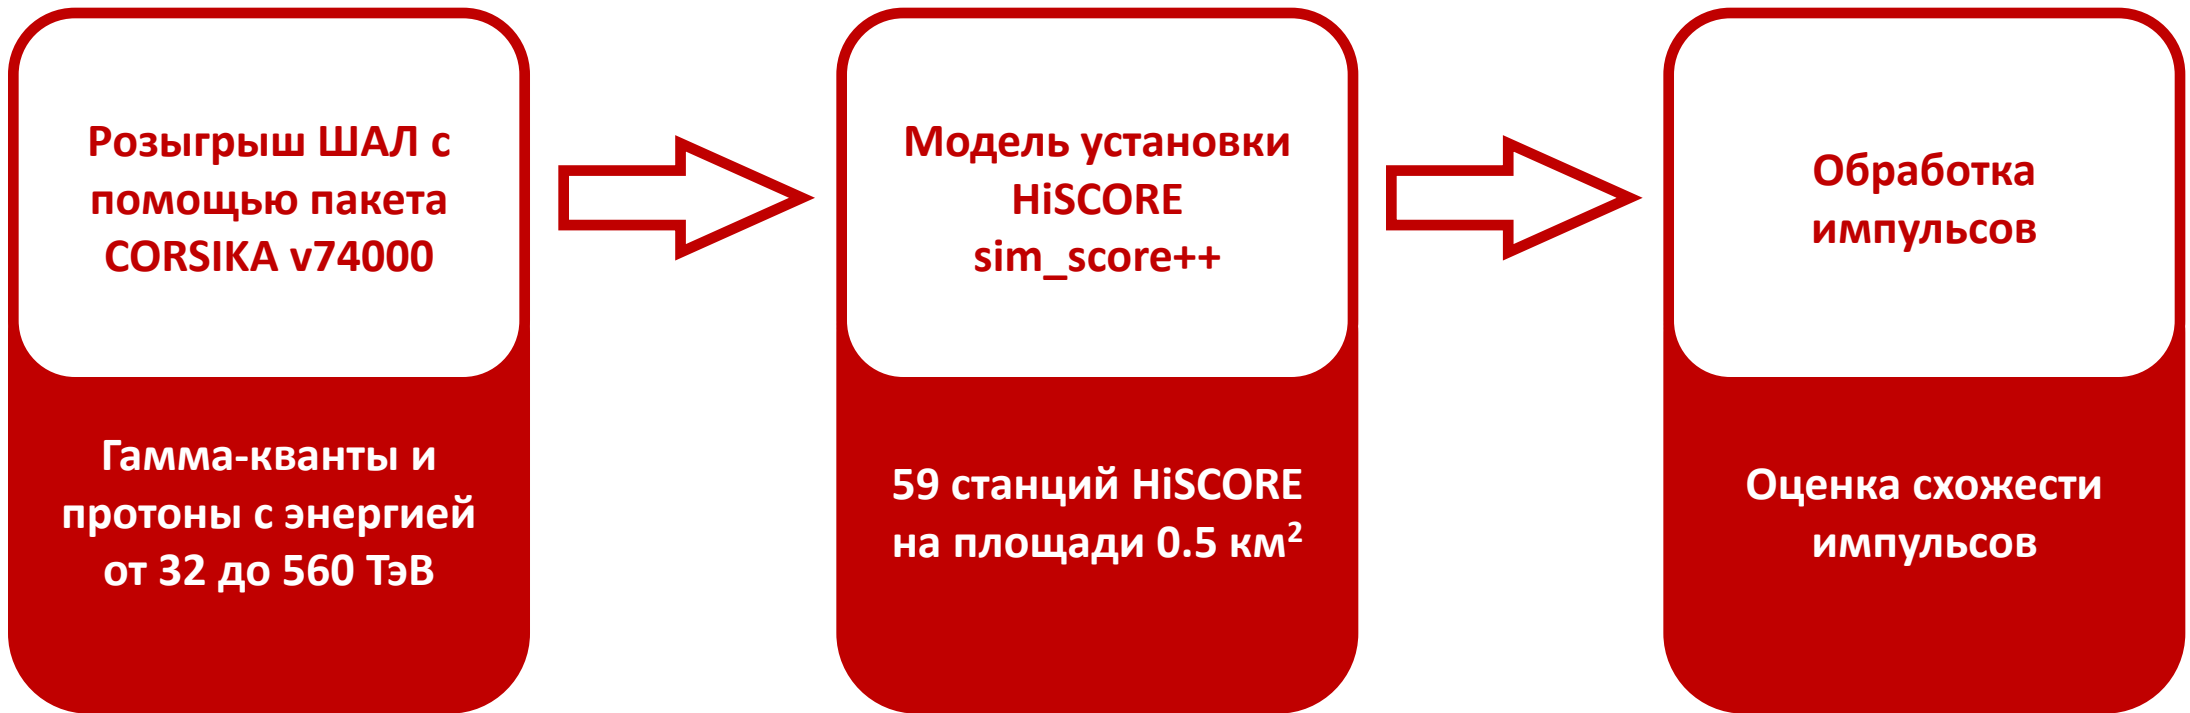 Розыгрыш ШАЛ с
помощью пакета
CORSIKA v74000
Гамма-кванты и
протоны с энергией
от 32 до 560 ТэВ
Модель установки
HiSCORE
sim_score++
59 станций HiSCORE
на площади 0.5 км²
Обработка
импульсов
Оценка схожести
импульсов